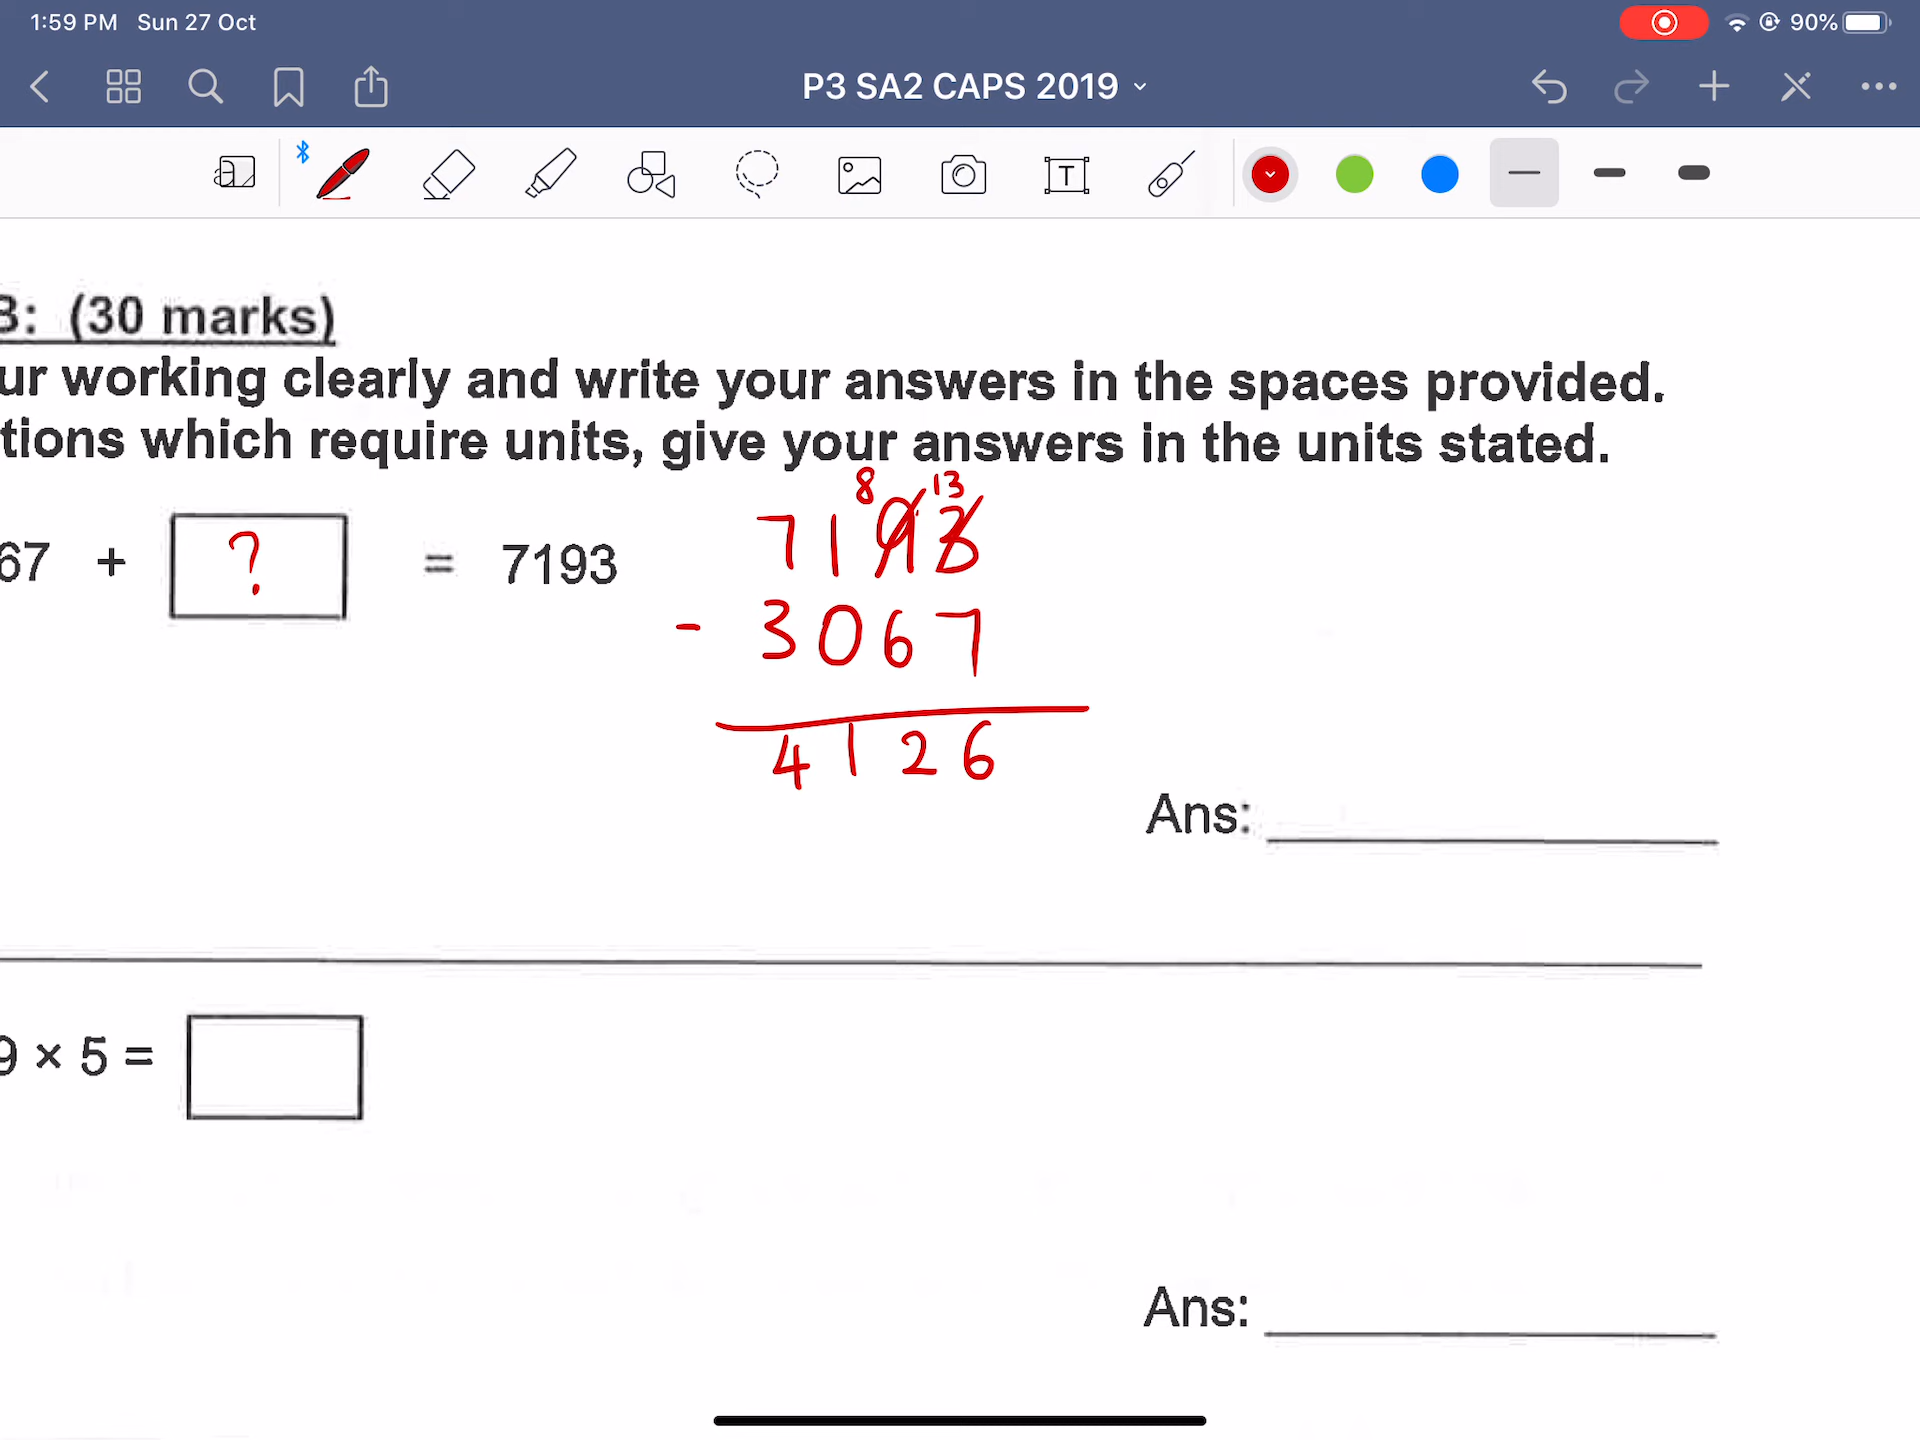 1:59 PM Sun 27 Oct
90%
P3 SA2 CAPS 2019
T
B: (30 marks)
ur working clearly and write your answers in the spaces provided.
tions which require units, give your answers in the units stated.
8 13
67 + ? = 7193
7193
- 3067
4126
Ans:
9 × 5 =
Ans: